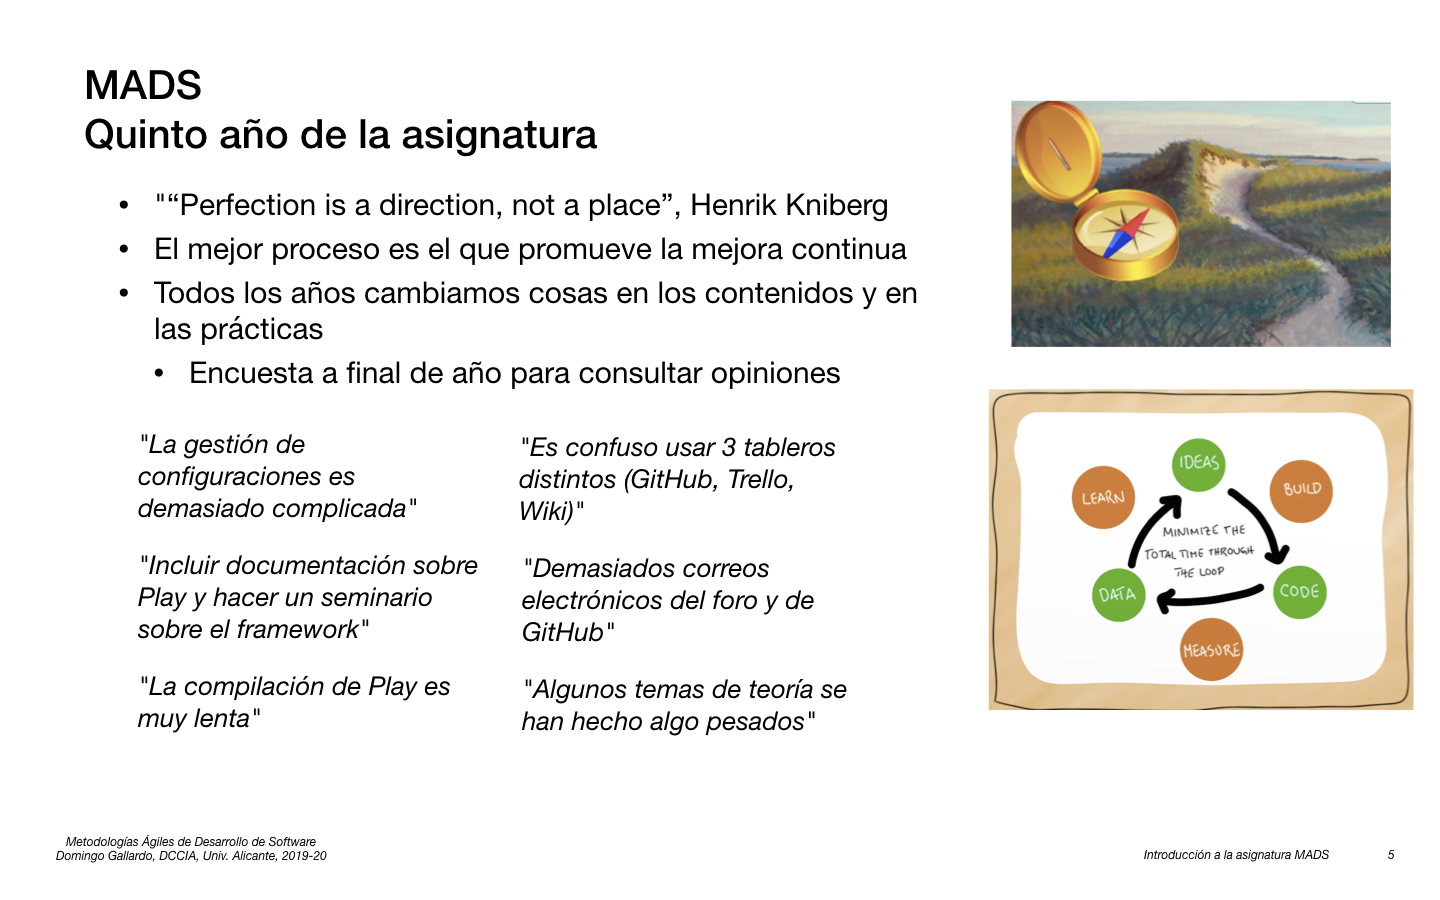 MADS
Quinto año de la asignatura
• "“Perfection is a direction, not a place”, Henrik Kniberg
• El mejor proceso es el que promueve la mejora continua
• Todos los años cambiamos cosas en los contenidos y en
las prácticas
• Encuesta a final de año para consultar opiniones
"La gestión de
configuraciones es
demasiado complicada"
"Incluir documentación sobre
Play y hacer un seminario
sobre el framework"
"La compilación de Play es
muy lenta"
"Es confuso usar 3 tableros
distintos (GitHub, Trello,
Wiki)"
"Demasiados correos
electrónicos del foro y de
GitHub"
"Algunos temas de teoría se
han hecho algo pesados"
IDEAS
LEARN
BUILD
MINIMIZE THE
TOTAL TIME THROUGH
THE LOOP
DATA
CODE
MEASURE
Metodologías Ágiles de Desarrollo de Software
Domingo Gallardo, DCCIA, Univ. Alicante, 2019-20
Introducción a la asignatura MADS
5